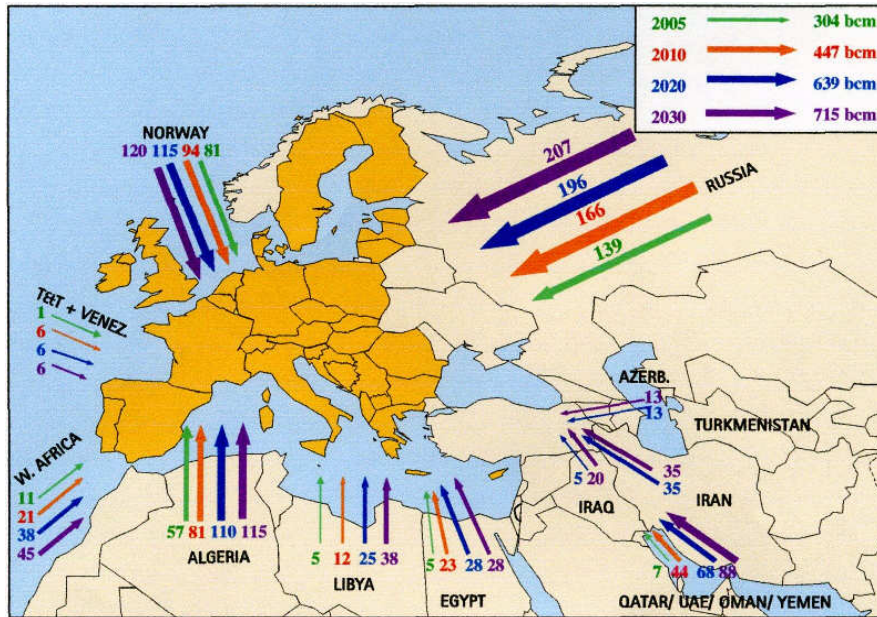 2005 304 bcm
2010 447 bcm
2020 639 bcm
2030 715 bcm
NORWAY
120 115 94 81
207
196
166
139
RUSSIA
T&T + VENEZ.
1
6
6
6
AZERB.
13
13
TURKMENISTAN
W. AFRICA
11
21
38
45
57 81 110 115
ALGERIA
5 12 25 38
LIBYA
5 23 28 28
EGYPT
5 20
IRAQ
35
35
IRAN
7 44 68 88
QATAR/ UAE/ OMAN/ YEMEN